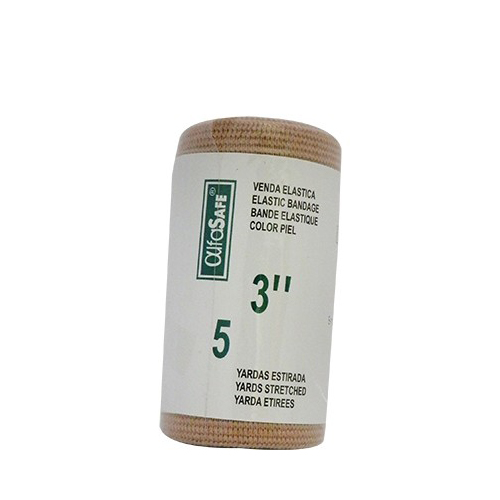 alfaSAFE®
VENDA ELASTICA
ELASTIC BANDAGE
BANDE ELASTIQUE
COLOR PIEL
3''
5
YARDAS ESTIRADA
YARDS STRETCHED
YARDA ETIREES